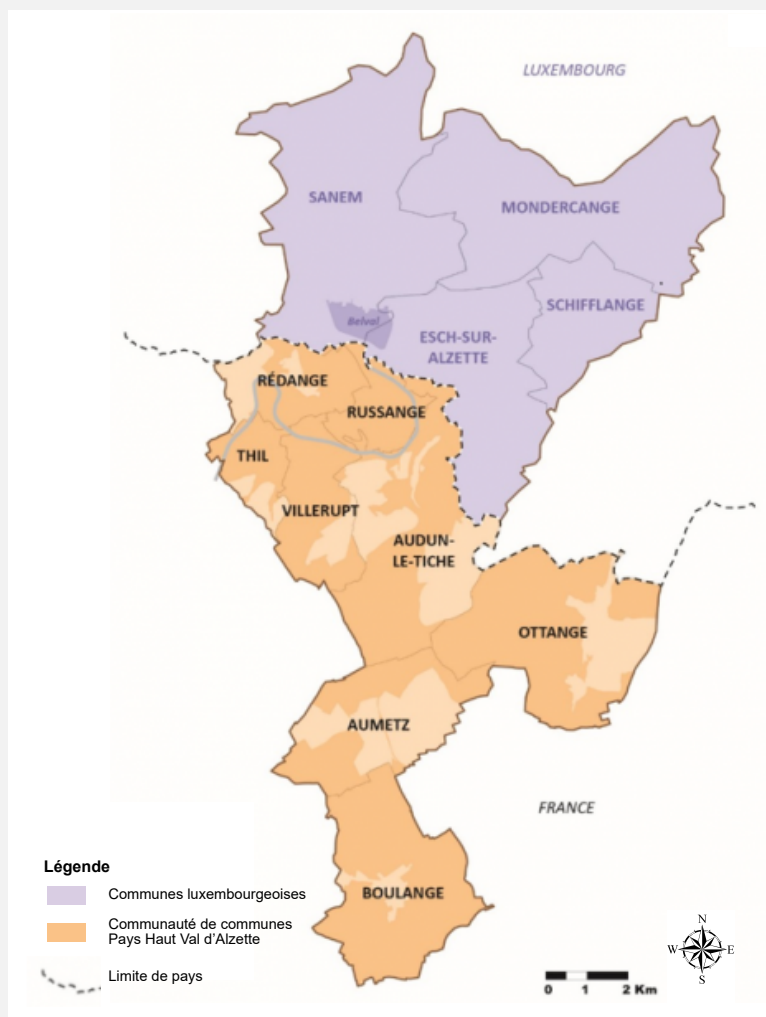 LUXEMBOURG
SANEM
MONDERCANGE
SCHIFFLANGE
Belval
ESCH-SUR-
ALZETTE
RÉDANGE
RUSSANGE
THIL
VILLERUPT
AUDUN-
LE-TICHE
OTTANGE
AUMETZ
FRANCE
BOULANGE
Légende
Communes luxembourgeoises
Communauté de communes
Pays Haut Val d’Alzette
Limite de pays
N
W E
S
0 1 2 Km